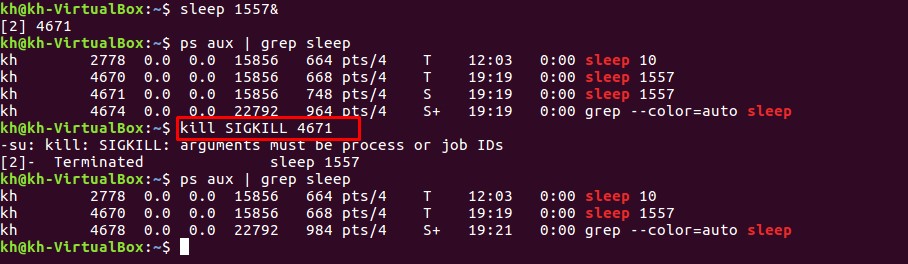 kh@kh-VirtualBox:~$ sleep 1557&
[2] 4671
kh@kh-VirtualBox:~$ ps aux | grep sleep
kh 2778 0.0 0.0 15856 664 pts/4 T 12:03 0:00 sleep 10
kh 4670 0.0 0.0 15856 668 pts/4 T 19:19 0:00 sleep 1557
kh 4671 0.0 0.0 15856 748 pts/4 S 19:19 0:00 sleep 1557
kh 4674 0.0 0.0 22792 964 pts/4 S+ 19:19 0:00 grep --color=auto sleep
kh@kh-VirtualBox:~$ kill SIGKILL 4671
-su: kill: SIGKILL: arguments must be process or job IDs
[2]- Terminated sleep 1557
kh@kh-VirtualBox:~$ ps aux | grep sleep
kh 2778 0.0 0.0 15856 664 pts/4 T 12:03 0:00 sleep 10
kh 4670 0.0 0.0 15856 668 pts/4 T 19:19 0:00 sleep 1557
kh 4678 0.0 0.0 22792 984 pts/4 S+ 19:21 0:00 grep --color=auto sleep
kh@kh-VirtualBox:~$